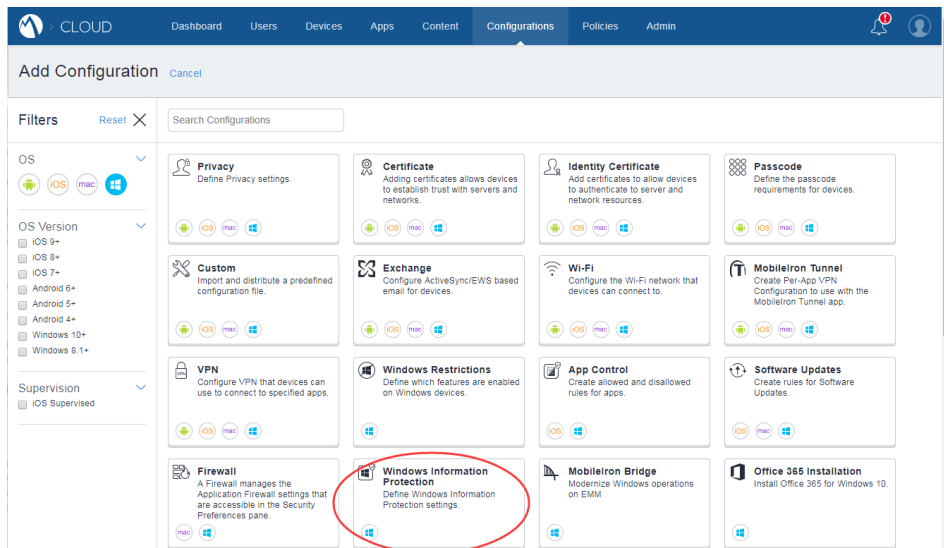 > CLOUD
Dashboard
Users
Devices
Apps
Content
Configurations
Policies
Admin
Add Configuration
Cancel
Filters
Reset
Search Configurations
OS
iOS
mac
OS Version
iOS 9+
iOS 8+
iOS 7+
Android 6+
Android 5+
Android 4+
Windows 10+
Windows 8.1+
Supervision
iOS Supervised
Privacy
Define Privacy settings.
iOS
mac
Certificate
Adding certificates allows devices
to establish trust with servers and
networks.
iOS
mac
Identity Certificate
Add certificates to allow devices
to authenticate to server and
network resources.
iOS
mac
Passcode
Define the passcode
requirements for devices.
iOS
mac
Custom
Import and distribute a predefined
configuration file.
iOS
mac
Exchange
Configure ActiveSync/EWS based
email for devices.
iOS
mac
Wi-Fi
Configure the Wi-Fi network that
devices can connect to.
iOS
mac
MobileIron Tunnel
Create Per-App VPN
Configuration to use with the
MobileIron Tunnel app.
iOS
mac
VPN
VPN
Configure VPN that devices can
use to connect to specified apps.
iOS
mac
Windows Restrictions
Define which features are enabled
on Windows devices.
App Control
Create allowed and disallowed
rules for apps.
iOS
Software Updates
Create rules for Software
Updates.
iOS
mac
Firewall
A Firewall manages the
Application Firewall settings that
are accessible in the Security
Preferences pane.
mac
Windows Information
Protection
Define Windows Information
Protection settings.
MobileIron Bridge
Modernize Windows operations
on EMM
Office 365 Installation
Install Office 365 for Windows 10.